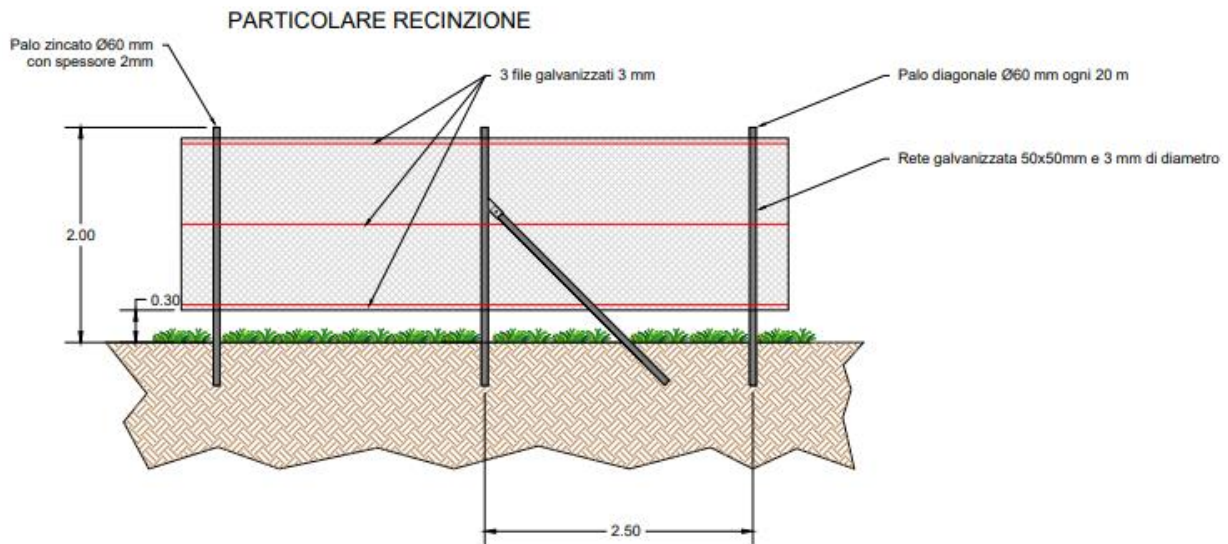 PARTICOLARE RECINZIONE
Palo zincato Ø60 mm
con spessore 2mm
3 file galvanizzati 3 mm
Palo diagonale Ø60 mm ogni 20 m
Rete galvanizzata 50x50mm e 3 mm di diametro
2.00
0.30
2.50